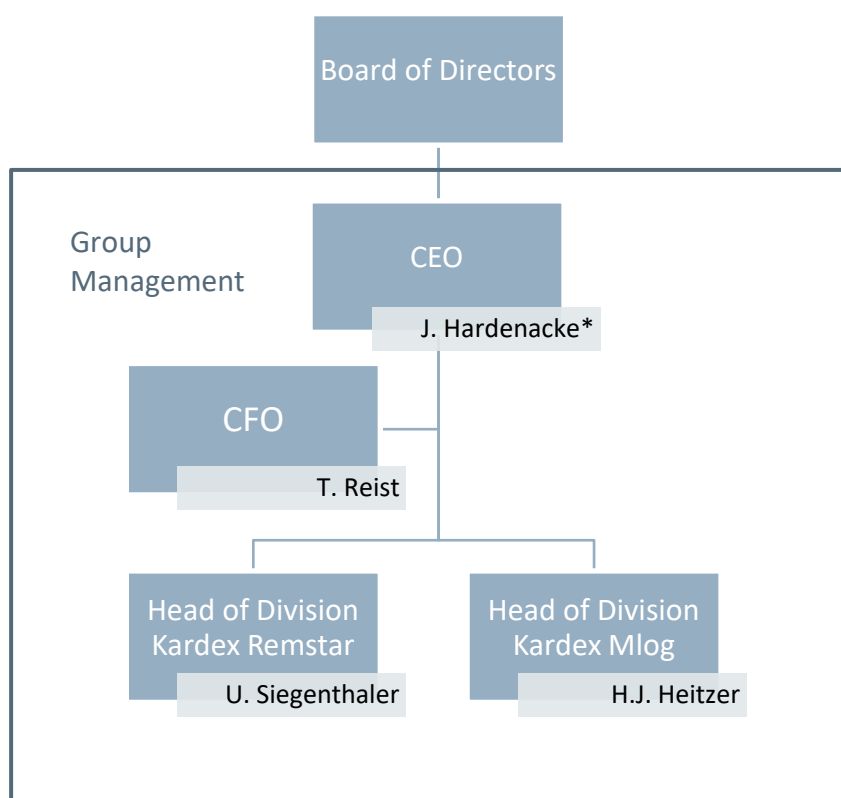 Board of Directors
Group
Management
CEO
J. Hardenacke*
CFO
T. Reist
Head of Division
Kardex Remstar
U. Siegenthaler
Head of Division
Kardex Mlog
H.J. Heitzer